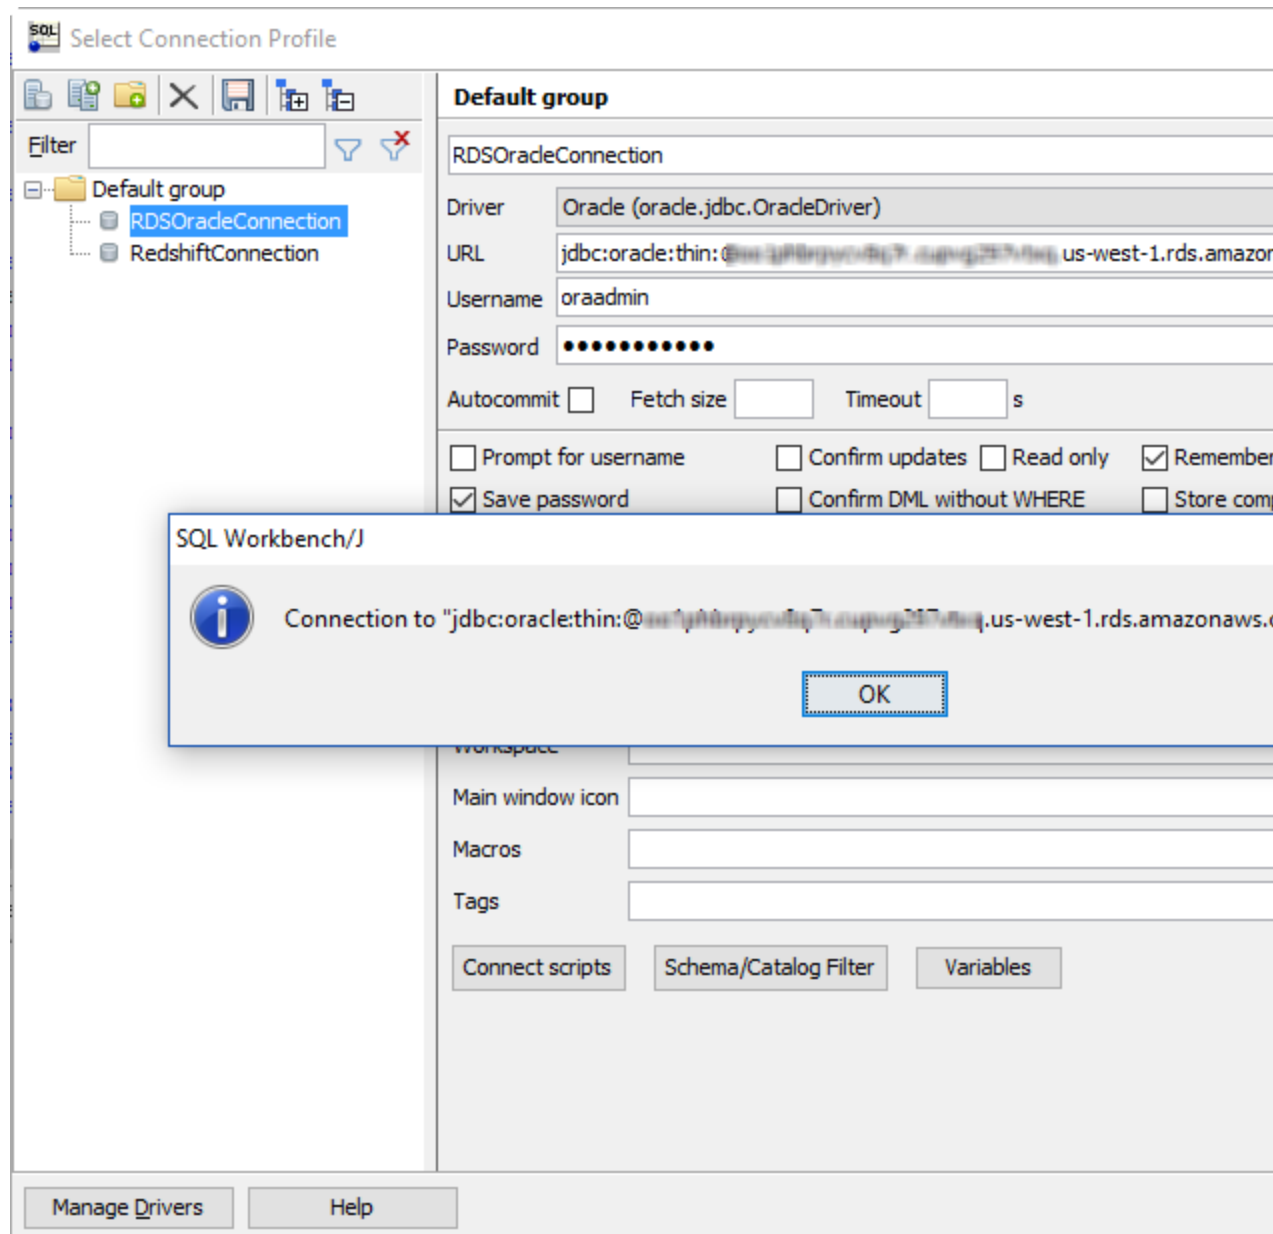 SQL Select Connection Profile
Default group
Filter
RDSOracleConnection
Default group
Driver Oracle (oracle.jdbc.OracleDriver)
RDSOracleConnection
RedshiftConnection
URL jdbc:oracle:thin:@ .us-west-1.rds.amazon
Username oraadmin
Password ●●●●●●●●●●●
Autocommit Fetch size Timeout s
Prompt for username Confirm updates Read only Remember
Save password Confirm DML without WHERE Store comp
SQL Workbench/J
Connection to "jdbc:oracle:thin:@ .us-west-1.rds.amazonaws.c
OK
Workspace
Main window icon
Macros
Tags
Connect scripts Schema/Catalog Filter Variables
Manage Drivers Help